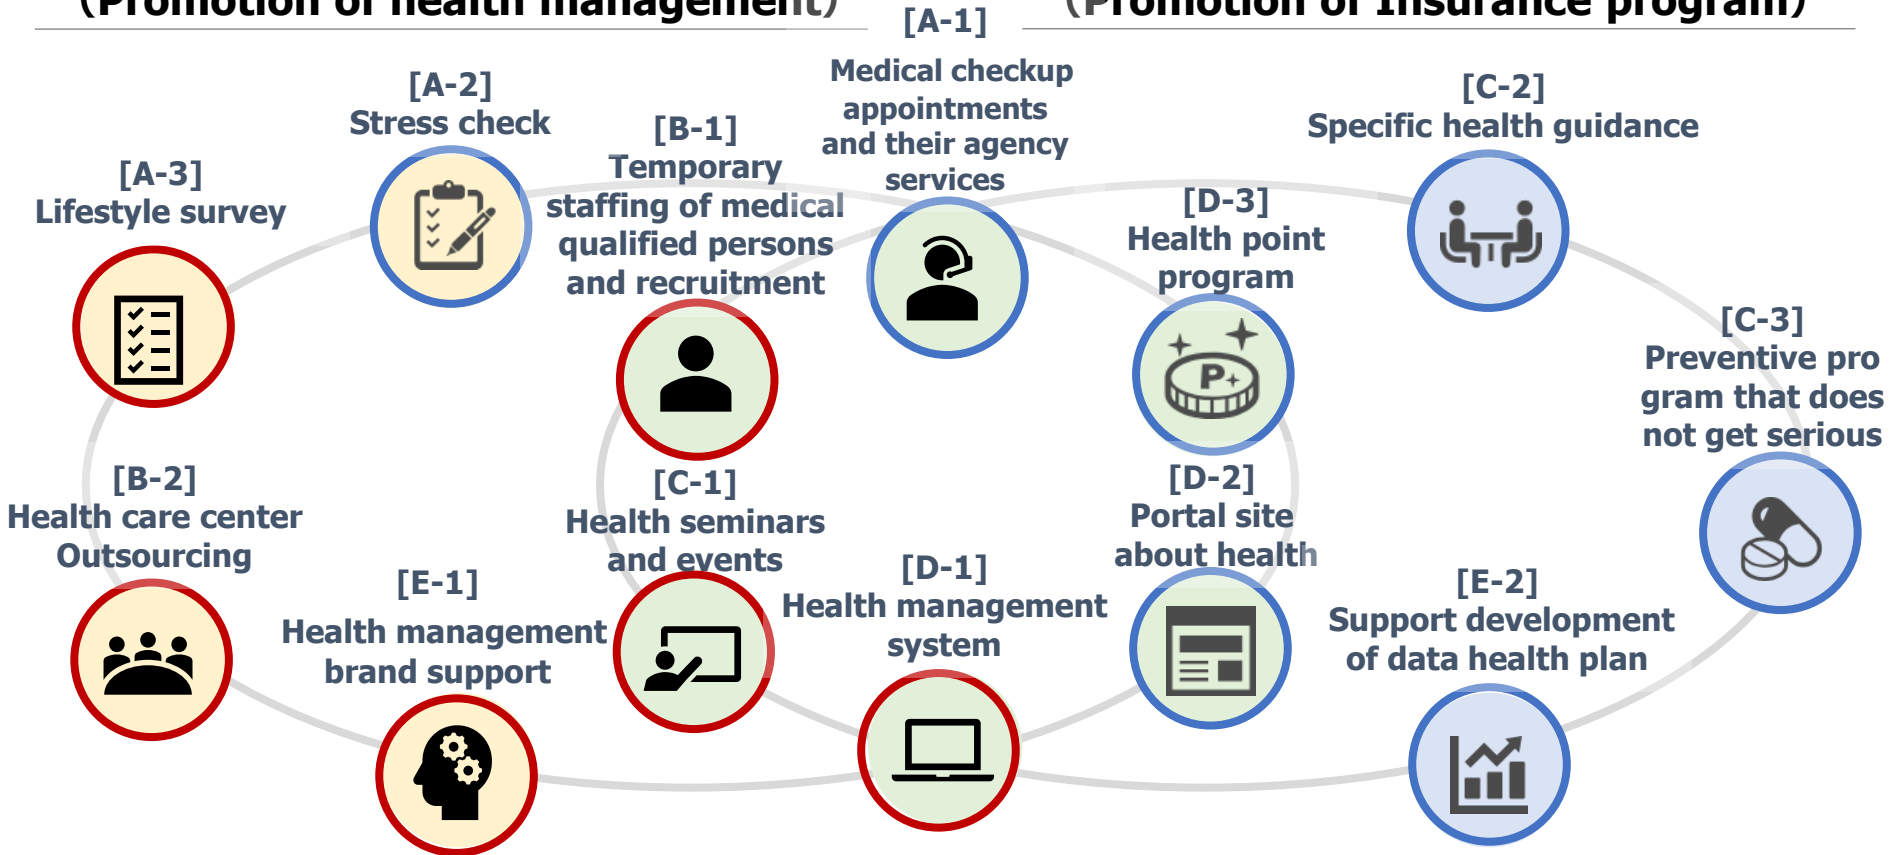 (Promotion of health management)
(Promotion of Insurance program)
[A-1]
Medical checkup
appointments
and their agency
services
[A-2]
Stress check
[A-3]
Lifestyle survey
[B-1]
Temporary
staffing of medical
qualified persons
and recruitment
[C-2]
Specific health guidance
[D-3]
Health point
program
P+
[C-3]
Preventive pro
gram that does
not get serious
[B-2]
Health care center
Outsourcing
[C-1]
Health seminars
and events
[D-2]
Portal site
about health
[E-1]
Health management
brand support
[D-1]
Health management
system
[E-2]
Support development
of data health plan